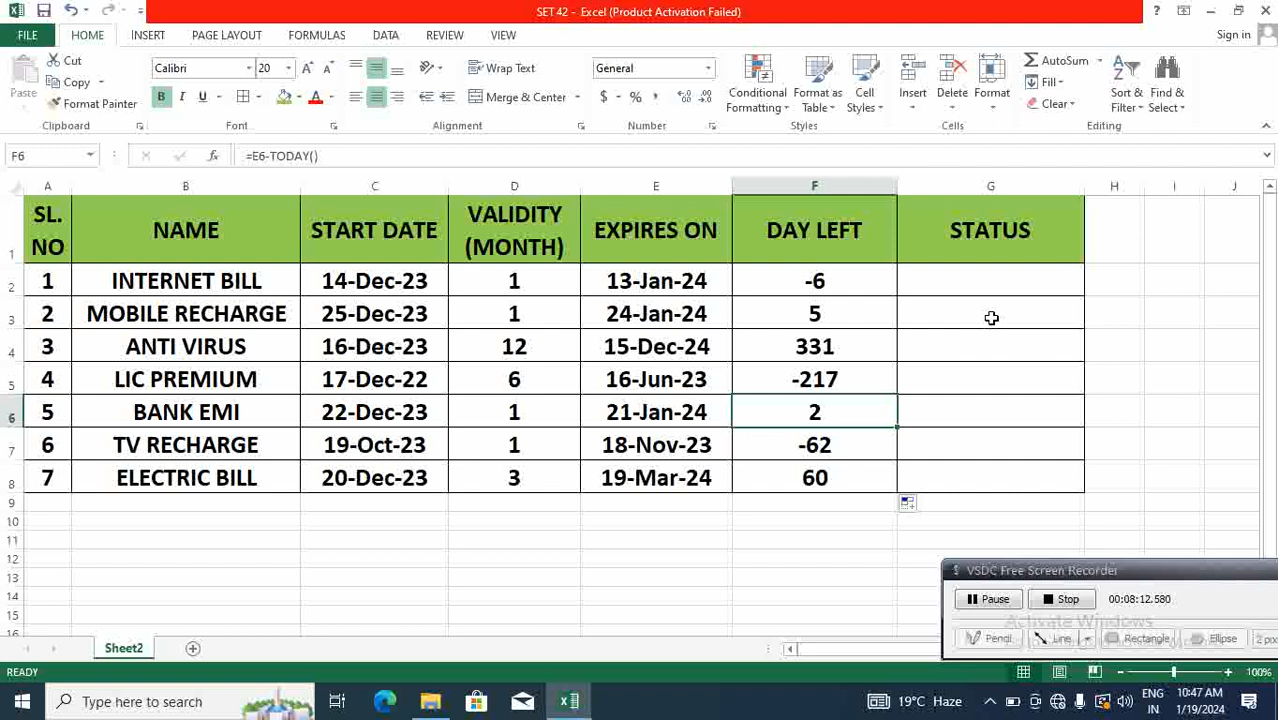 SET 42 - Excel (Product Activation Failed)
FILE HOME INSERT PAGE LAYOUT FORMULAS DATA REVIEW VIEW Sign in
Paste Cut Copy Format Painter Clipboard
Calibri 20 B I U A Font
Wrap Text Merge & Center Alignment
General $ % , Number
Conditional Formatting Format as Table Cell Styles Styles
Insert Delete Format Cells
AutoSum Fill Clear Sort & Filter Find & Select Editing
F6 fx =E6-TODAY()
A B C D E F G H I J
1 SL. NO NAME START DATE VALIDITY (MONTH) EXPIRES ON DAY LEFT STATUS
2 1 INTERNET BILL 14-Dec-23 1 13-Jan-24 -6
3 2 MOBILE RECHARGE 25-Dec-23 1 24-Jan-24 5
4 3 ANTI VIRUS 16-Dec-23 12 15-Dec-24 331
5 4 LIC PREMIUM 17-Dec-22 6 16-Jun-23 -217
6 5 BANK EMI 22-Dec-23 1 21-Jan-24 2
7 6 TV RECHARGE 19-Oct-23 1 18-Nov-23 -62
8 7 ELECTRIC BILL 20-Dec-23 3 19-Mar-24 60
9
10
11
12
13
14
15
16
VSDC Free Screen Recorder
Pause Stop 00:08:12.580
Activate Windows
Pencil Line Rectangle Ellipse 2 pix
Sheet2
READY 100%
Type here to search 19°C Haze ENG IN 10:47 AM 1/19/2024